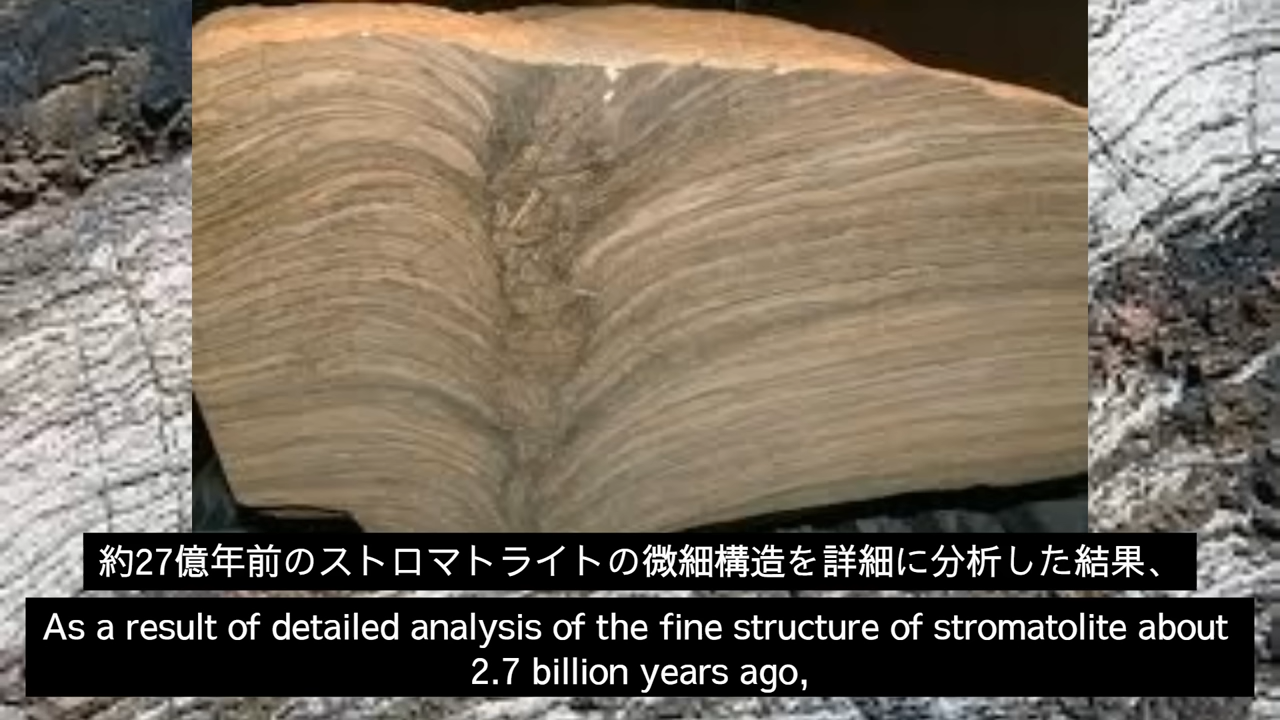 約27億年前のストロマトライトの微細構造を詳細に分析した結果、
As a result of detailed analysis of the fine structure of stromatolite about
2.7 billion years ago,